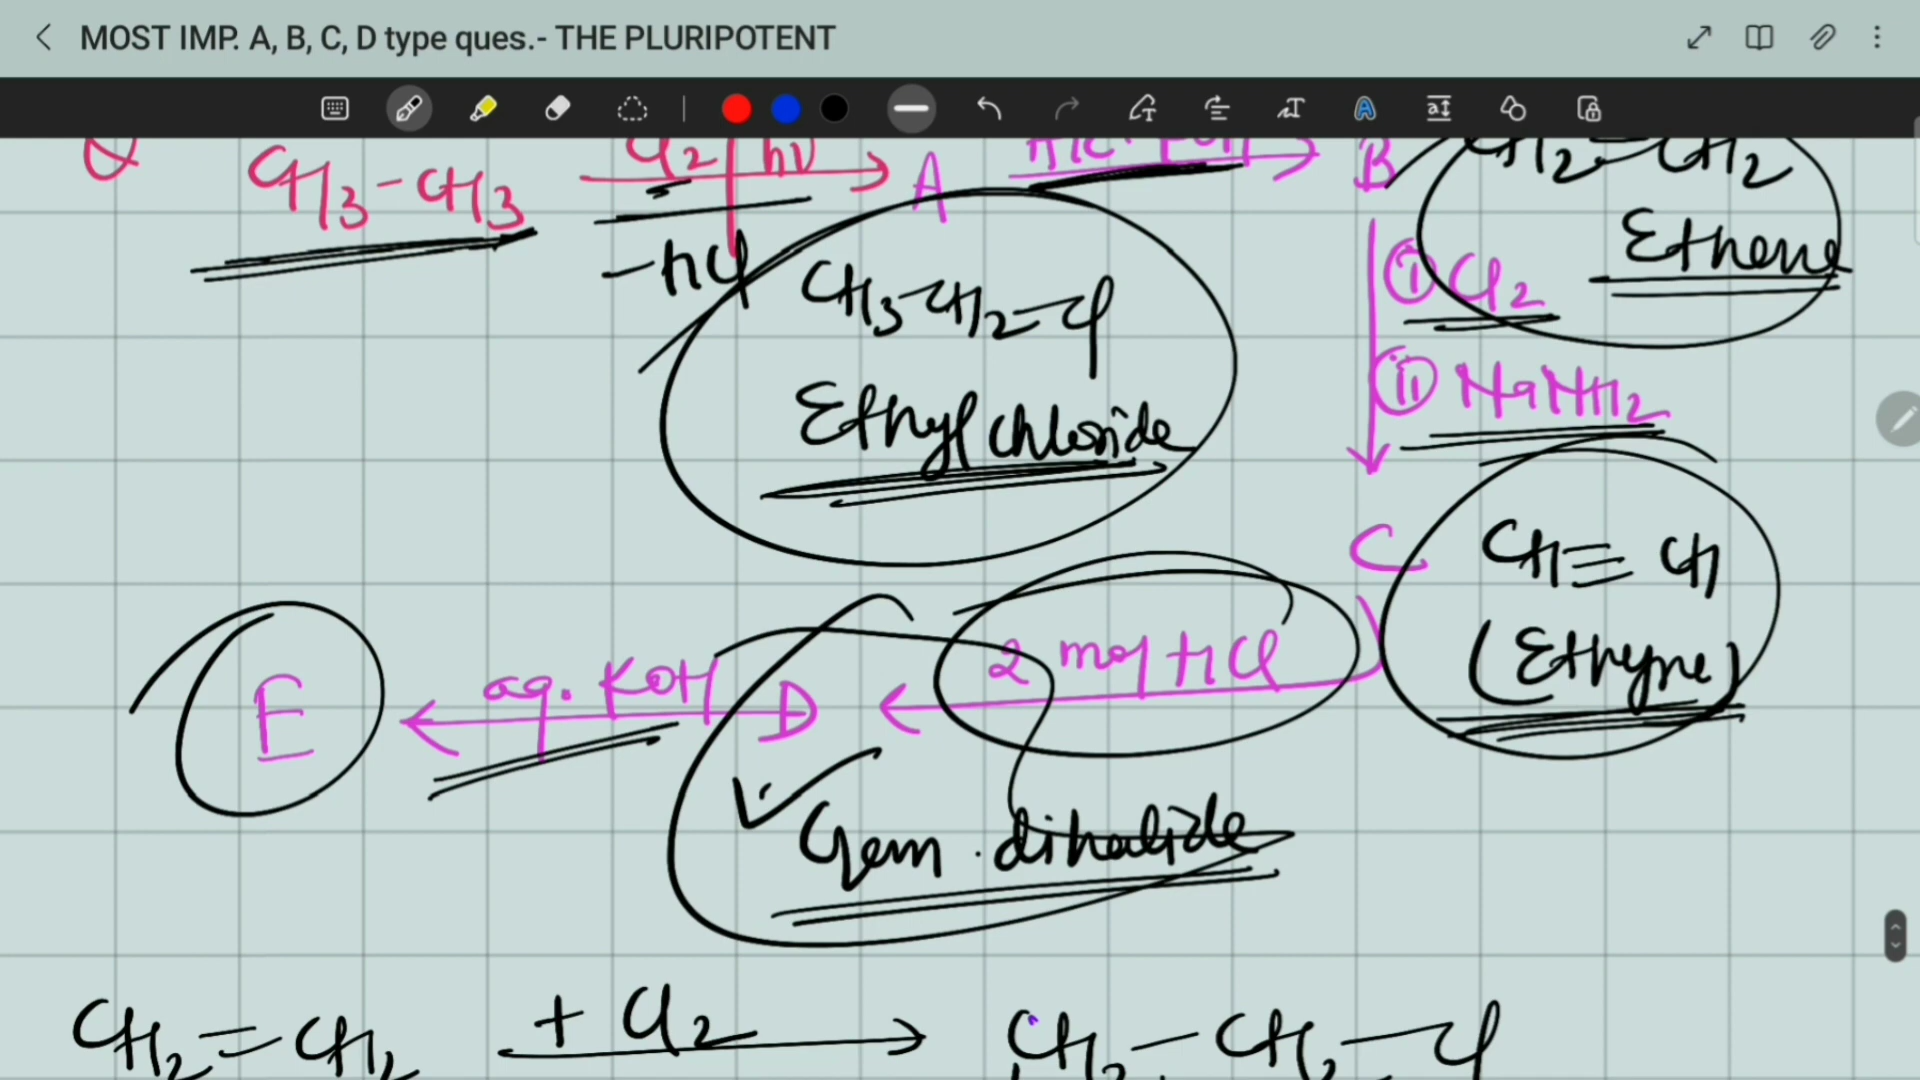 MOST IMP. A, B, C, D type ques.- THE PLURIPOTENT
Q CH3-CH3 Cl2 | hν A B CH2=CH2
-HCl
Ethene
CH3-CH2-Cl
(i) Cl2
Ethyl chloride
(ii) NaNH2
C CH≡CH
(Ethyne)
2 mol HCl
E aq. KOH D
Gem. dihalide
CH2=CH2 + Cl2 CH2-CH2-Cl